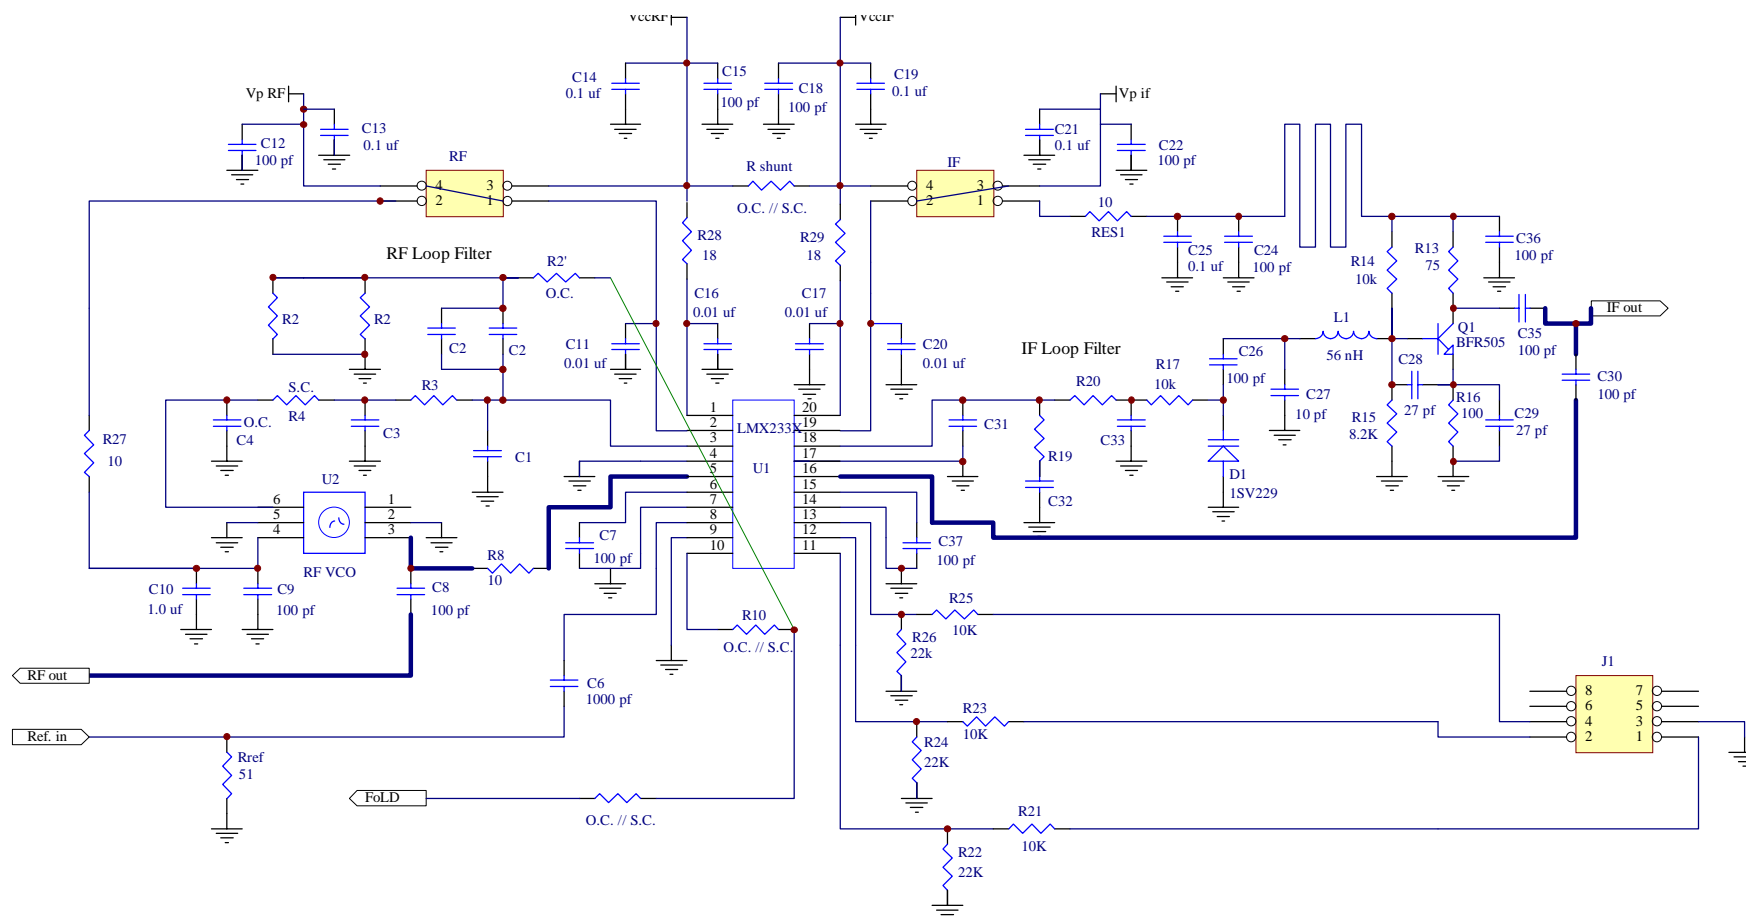 VccRF
VccIF
C14
0.1 uf
C15
100 pf
C18
100 pf
C19
0.1 uf
Vp RF
C12
100 pf
C13
0.1 uf
RF
4
3
2
1
R shunt
O.C. // S.C.
IF
4
3
2
1
Vp if
C21
0.1 uf
C22
100 pf
10
RES1
C25
0.1 uf
C24
100 pf
R14
10k
R13
75
C36
100 pf
R28
18
R29
18
RF Loop Filter
R2'
O.C.
R2
R2
C2
C2
C16
0.01 uf
C17
0.01 uf
C11
0.01 uf
C20
0.01 uf
IF Loop Filter
L1
56 nH
Q1
BFR505
C35
100 pf
IF out
C30
100 pf
C26
100 pf
C27
10 pf
C28
27 pf
R15
8.2K
R16
100
C29
27 pf
R20
R17
10k
C31
C33
R19
C32
D1
1SV229
S.C.
R4
R3
O.C.
C4
C3
C1
R27
10
U2
6
5
4
1
2
3
RF VCO
C10
1.0 uf
C9
100 pf
C8
100 pf
R8
10
C7
100 pf
LMX233X
U1
1
2
3
4
5
6
7
8
9
10
20
19
18
17
16
15
14
13
12
11
C37
100 pf
R10
O.C. // S.C.
R25
10K
R26
22k
RF out
C6
1000 pf
R23
10K
R24
22K
J1
8
7
6
5
4
3
2
1
Ref. in
Rref
51
FoLD
O.C. // S.C.
R21
10K
R22
22K